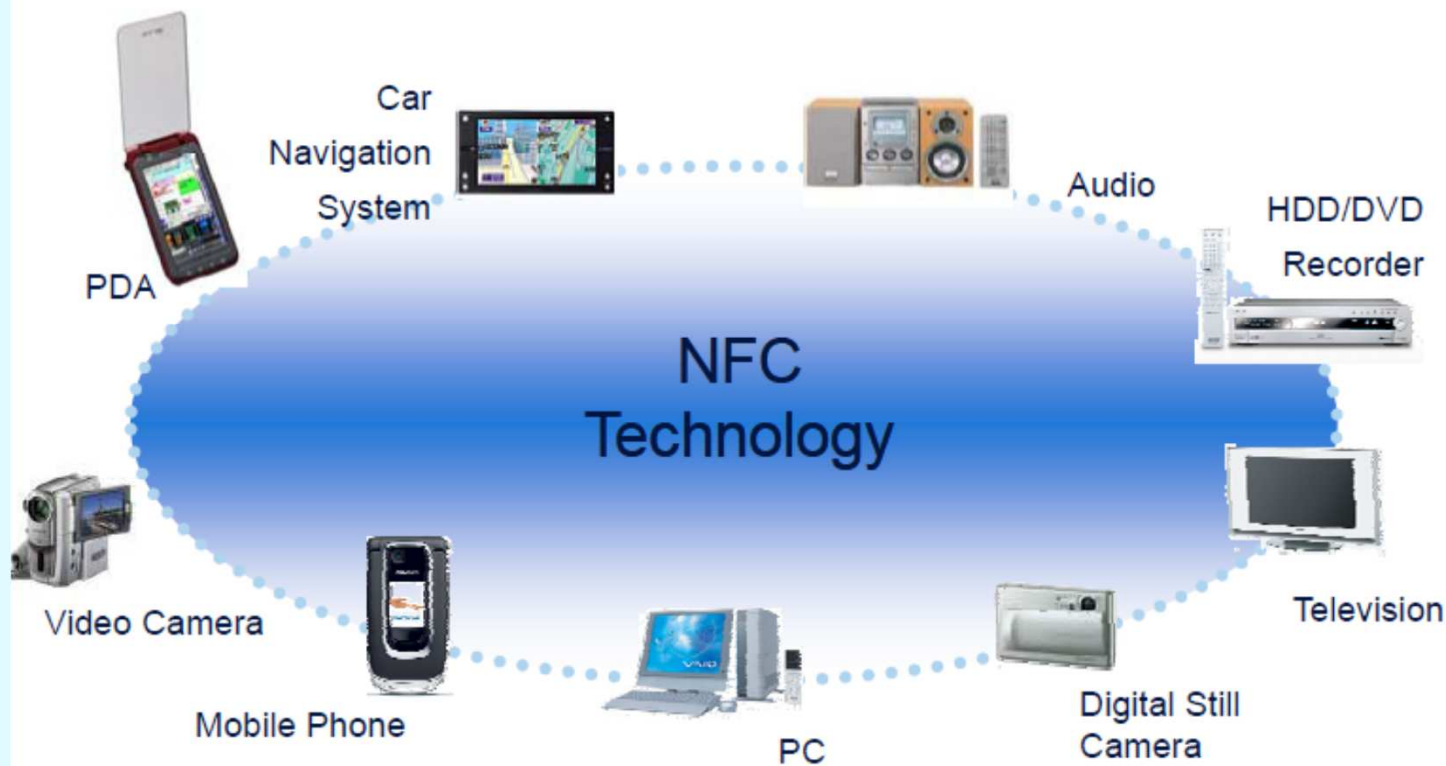 Car
Navigation
System
Audio
HDD/DVD
Recorder
PDA
NFC
Technology
Video Camera
Television
Mobile Phone
VAIO
PC
Digital Still
Camera